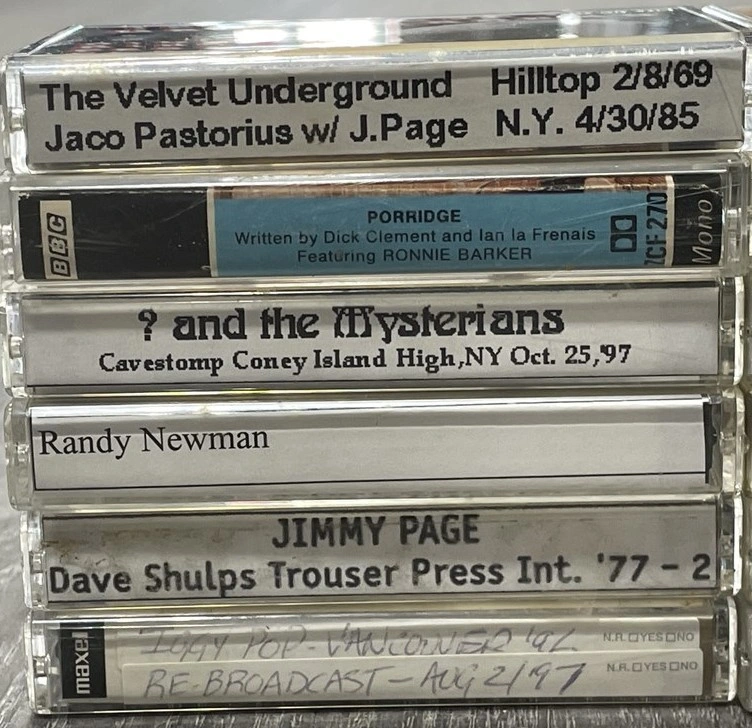 The Velvet Underground Hilltop 2/8/69
Jaco Pastorius w/ J.Page N.Y. 4/30/85
BBC
PORRIDGE
Written by Dick Clement and Ian la Frenais
Featuring RONNIE BARKER
ZCF 270
Mono
? and the Mysterians
Cavestomp Coney Island High,NY Oct. 25,'97
Randy Newman
JIMMY PAGE
Dave Shulps Trouser Press Int. '77 - 2
maxell
IGGY POP - VANCOUVER
N.R. □YES □NO
RE-BROADCAST - AUG 2/97
N.R. □YES □NO